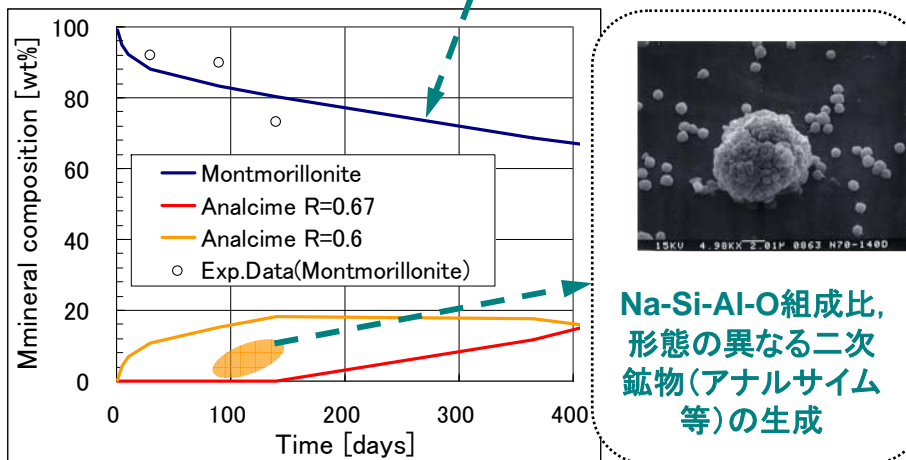 Mmineral composition [wt%]
100
80
60
40
20
0
Montmorillonite
Analcime R=0.67
Analcime R=0.6
Exp.Data(Montmorillonite)
0
100
200
300
400
Time [days]
15KV 4.98KX 2.01μ 0863 N70-140D
Na-Si-Al-O組成比,
形態の異なる二次
鉱物(アナルサイム
等)の生成